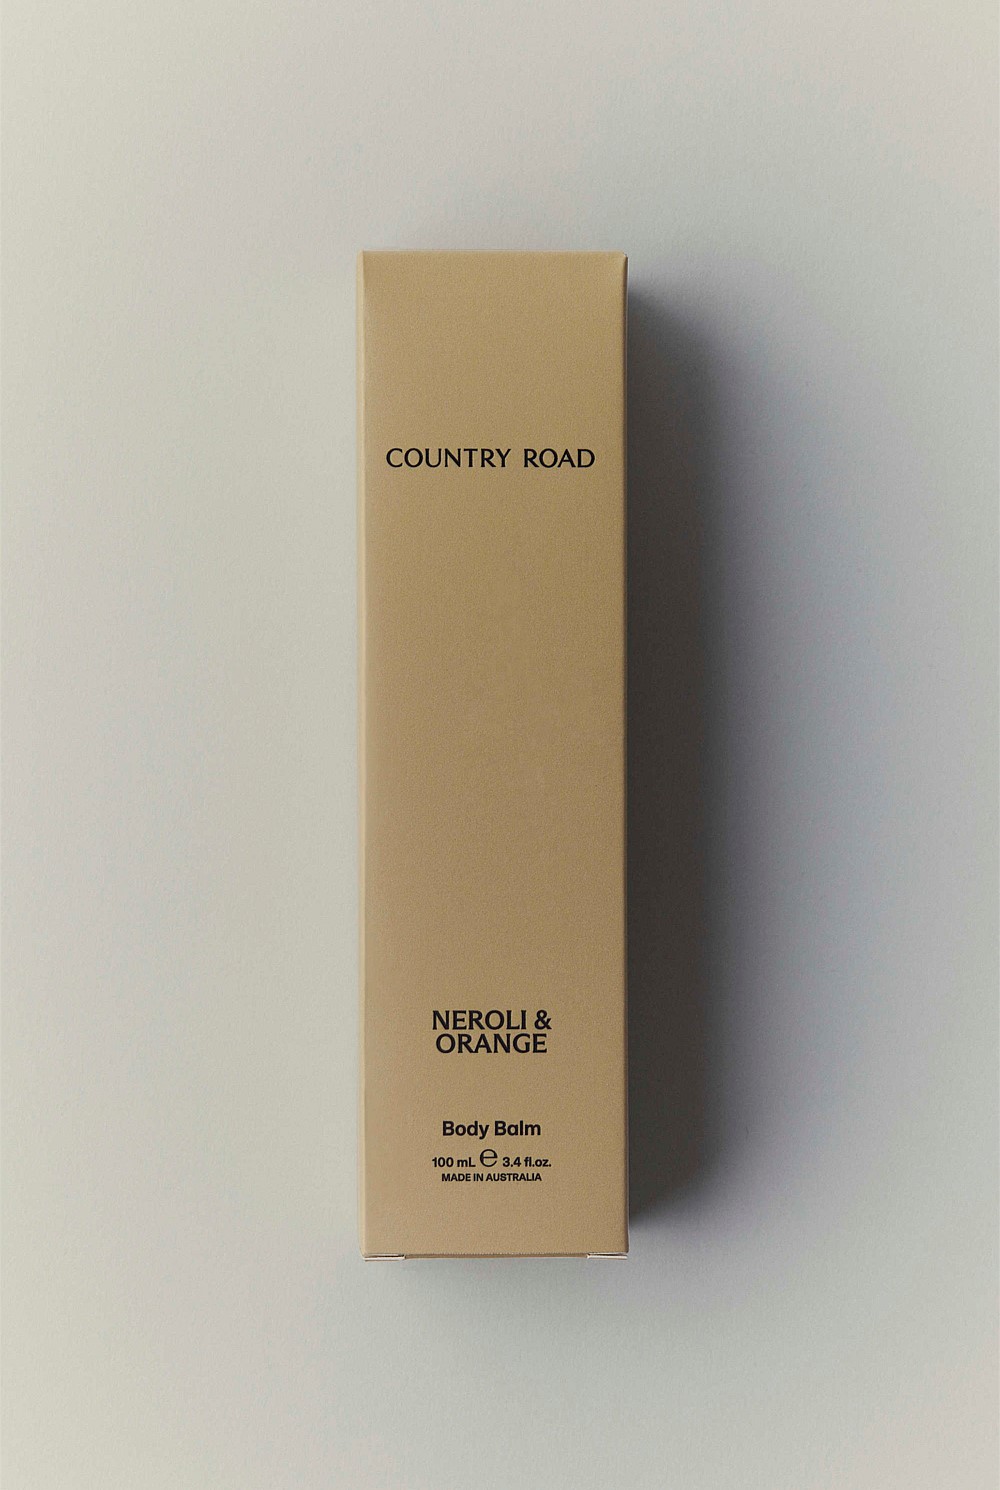 COUNTRY ROAD
NEROLI &
ORANGE
Body Balm
100 mL ℮ 3.4 fl.oz.
MADE IN AUSTRALIA